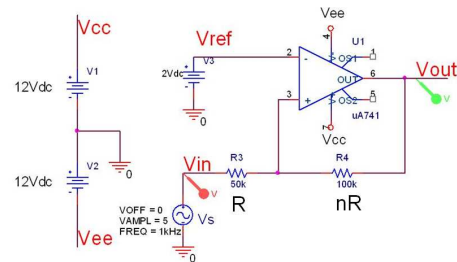 Vcc
12Vdc
V1
0
12Vdc
V2
Vee
Vref
V3
2Vdc
0
Vee
U1
4
OS1
1
2
-
OUT
6
3
+
OS2
5
7
uA741
Vcc
Vout
V
Vin
V
R3
50k
R
R4
100k
nR
VOFF = 0
VAMPL = 5
FREQ = 1kHz
Vs
0